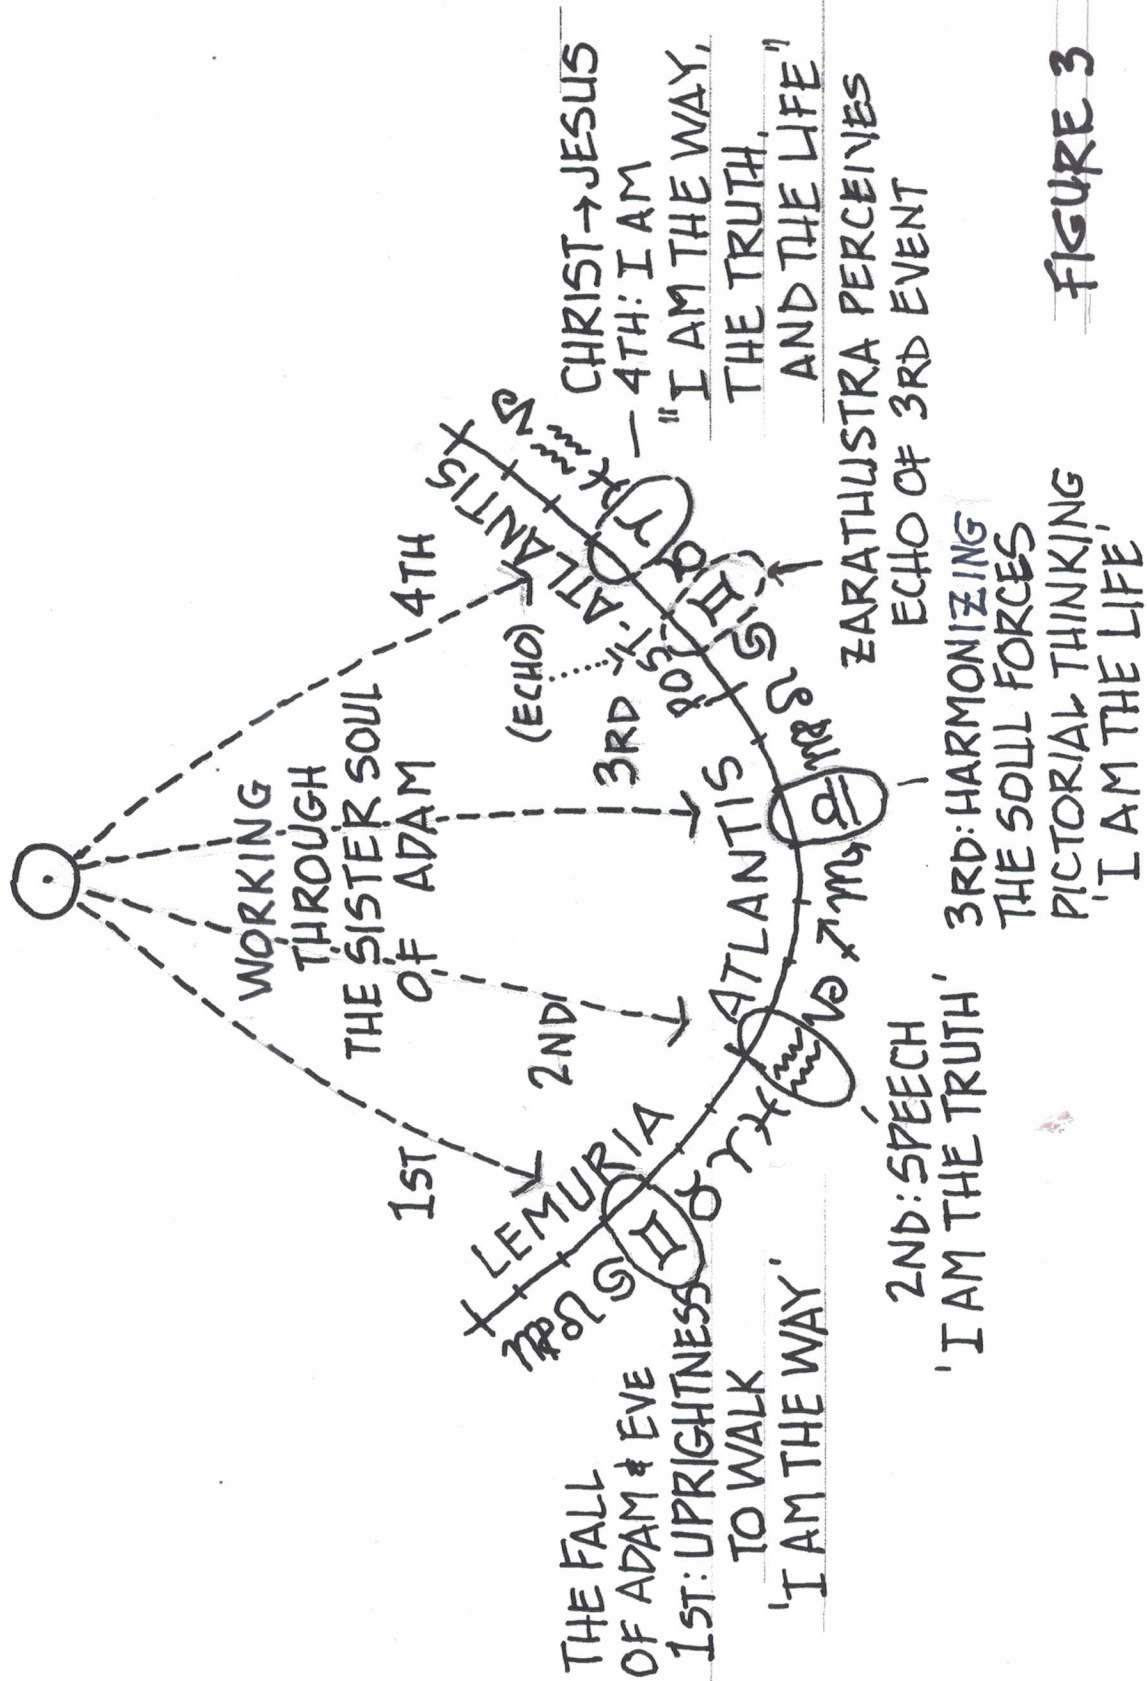 WORKING
THROUGH
THE SISTER SOUL
OF ADAM
1ST
2ND
3RD
4TH
(ECHO)
LEMURIA
ATLANTIS
POST-ATLANTIS
♍ ♌ ♋ ♊ ♉ ♈ ♓ ♒ ♑ ♐ ♏ ♎ ♍ ♌ ♋ ♊ ♉ ♈ ♓ ♒ ♑
THE FALL
OF ADAM & EVE
1ST: UPRIGHTNESS
TO WALK
'I AM THE WAY'
2ND: SPEECH
'I AM THE TRUTH'
3RD: HARMONIZING
THE SOUL FORCES
PICTORIAL THINKING
'I AM THE LIFE'
ZARATHUSTRA PERCEIVES
ECHO OF 3RD EVENT
CHRIST→JESUS
— 4TH: I AM
"I AM THE WAY,
THE TRUTH,
AND THE LIFE"
FIGURE 3